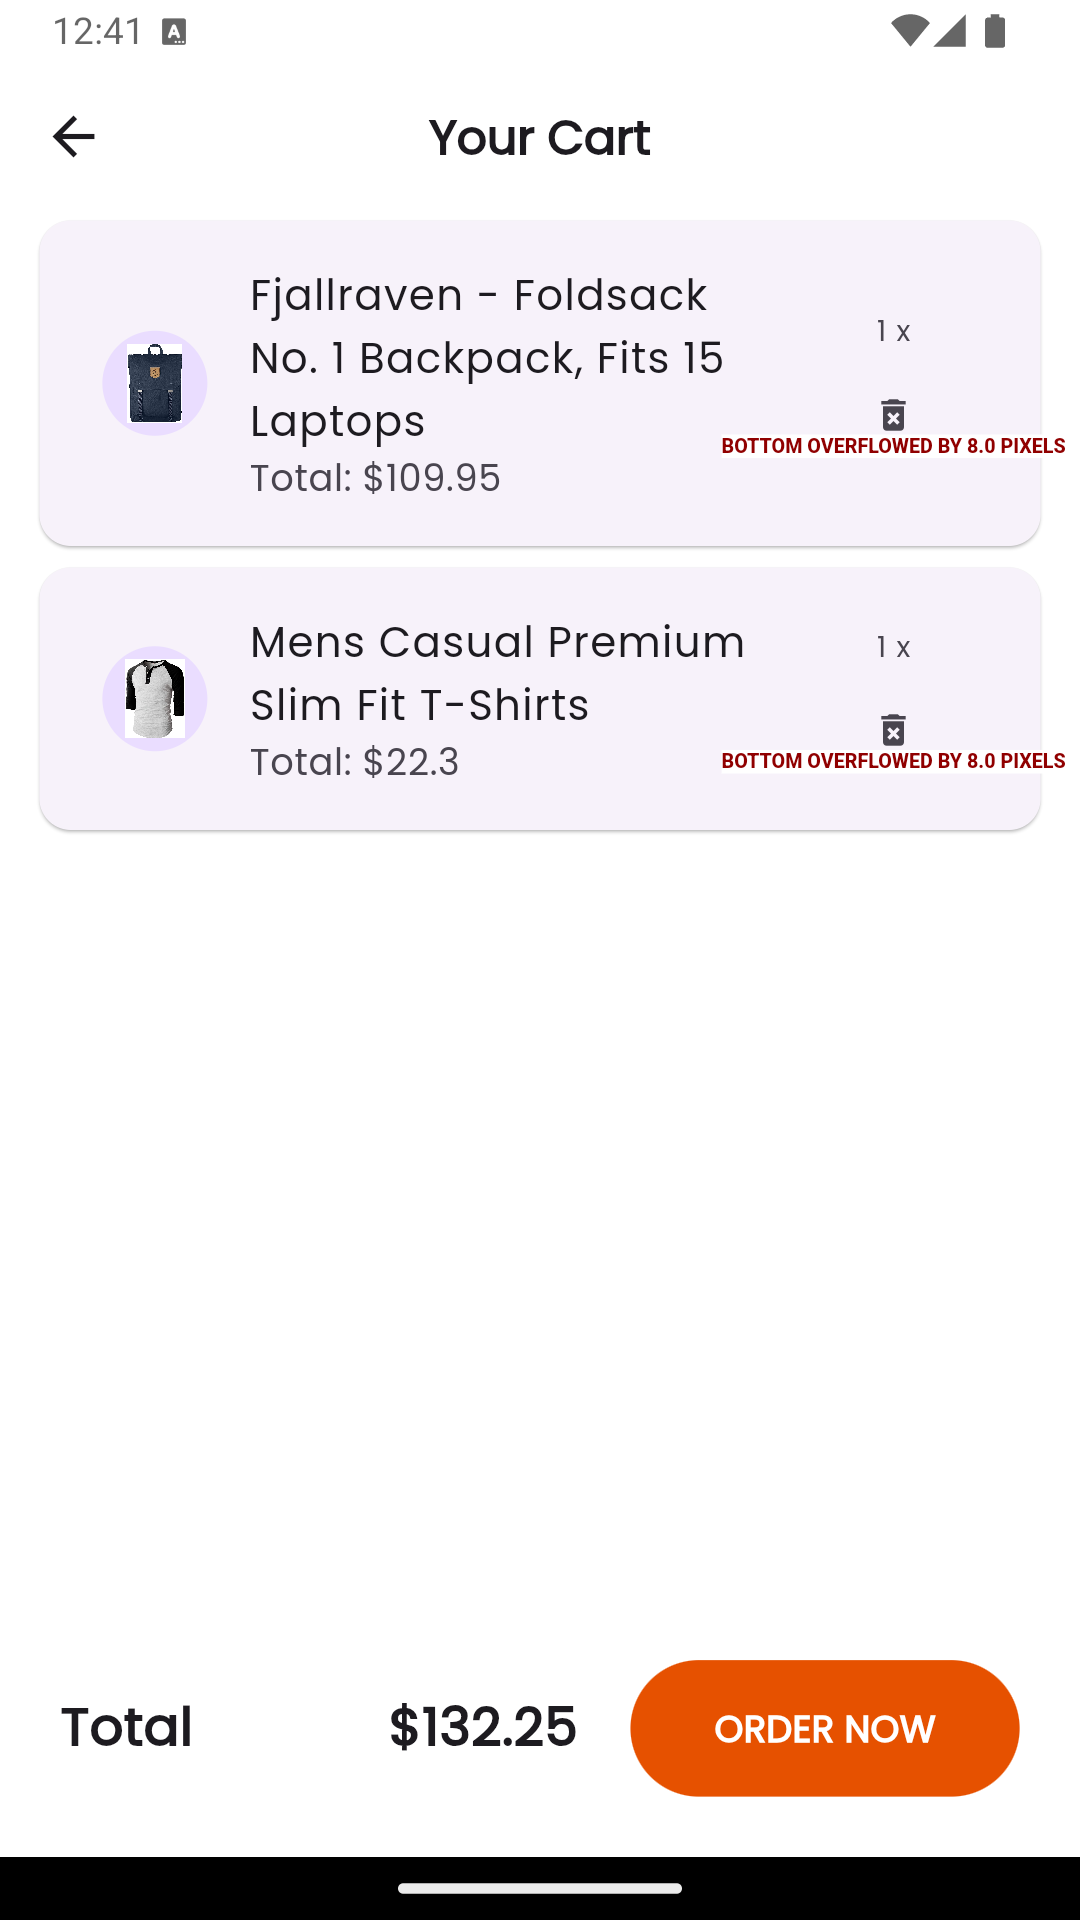 12:41
Your Cart
Fjallraven - Foldsack
No. 1 Backpack, Fits 15
Laptops
Total: $109.95
1 x
BOTTOM OVERFLOWED BY 8.0 PIXELS
Mens Casual Premium
Slim Fit T-Shirts
Total: $22.3
1 x
BOTTOM OVERFLOWED BY 8.0 PIXELS
Total $132.25 ORDER NOW